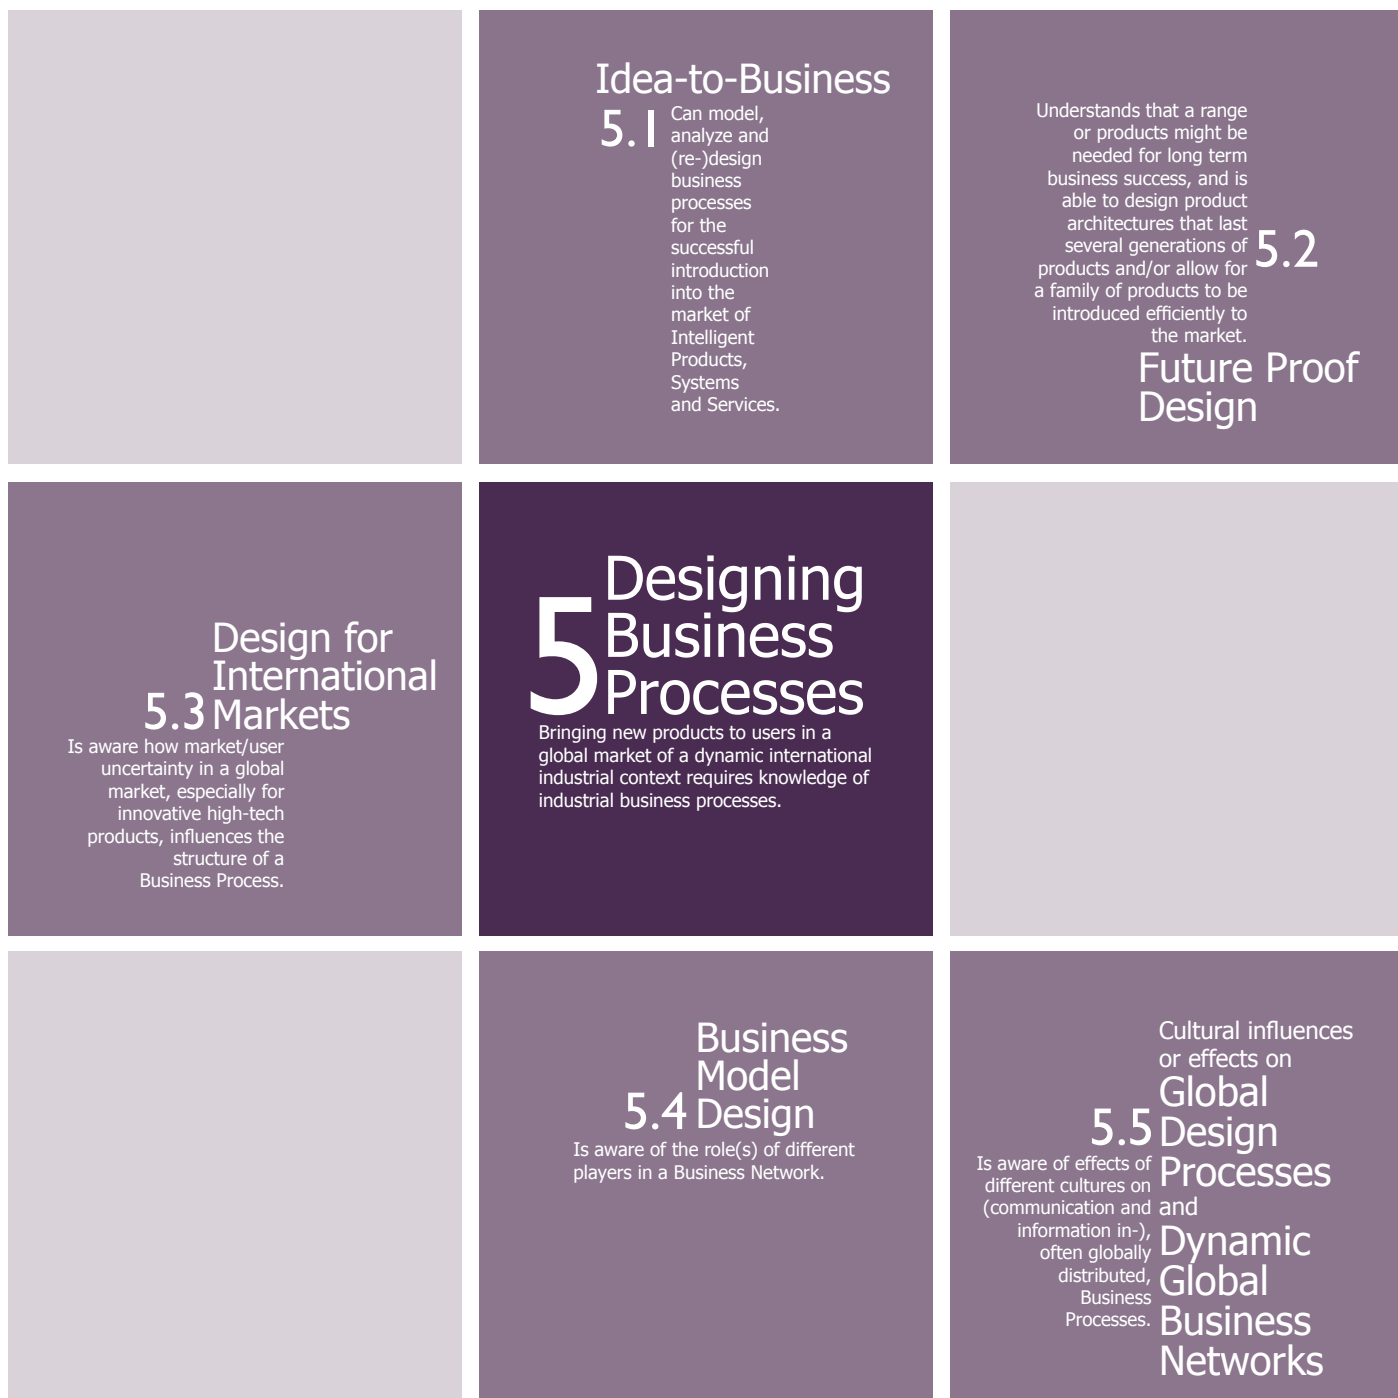 Idea-to-Business
5.1
Can model,
analyze and
(re-)design
business
processes
for the
successful
introduction
into the
market of
Intelligent
Products,
Systems
and Services.
Understands that a range
or products might be
needed for long term
business success, and is
able to design product
architectures that last
several generations of
products and/or allow for
a family of products to be
introduced efficiently to
the market.
5.2
Future Proof
Design
Design for
International
5.3 Markets
Is aware how market/user
uncertainty in a global
market, especially for
innovative high-tech
products, influences the
structure of a
Business Process.
5
Designing
Business
Processes
Bringing new products to users in a
global market of a dynamic international
industrial context requires knowledge of
industrial business processes.
Business
Model
5.4 Design
Is aware of the role(s) of different
players in a Business Network.
Cultural influences
or effects on
Global
5.5 Design
Processes
and
Dynamic
Global
Business
Networks
Is aware of effects of
different cultures on
(communication and
information in-),
often globally
distributed,
Business
Processes.